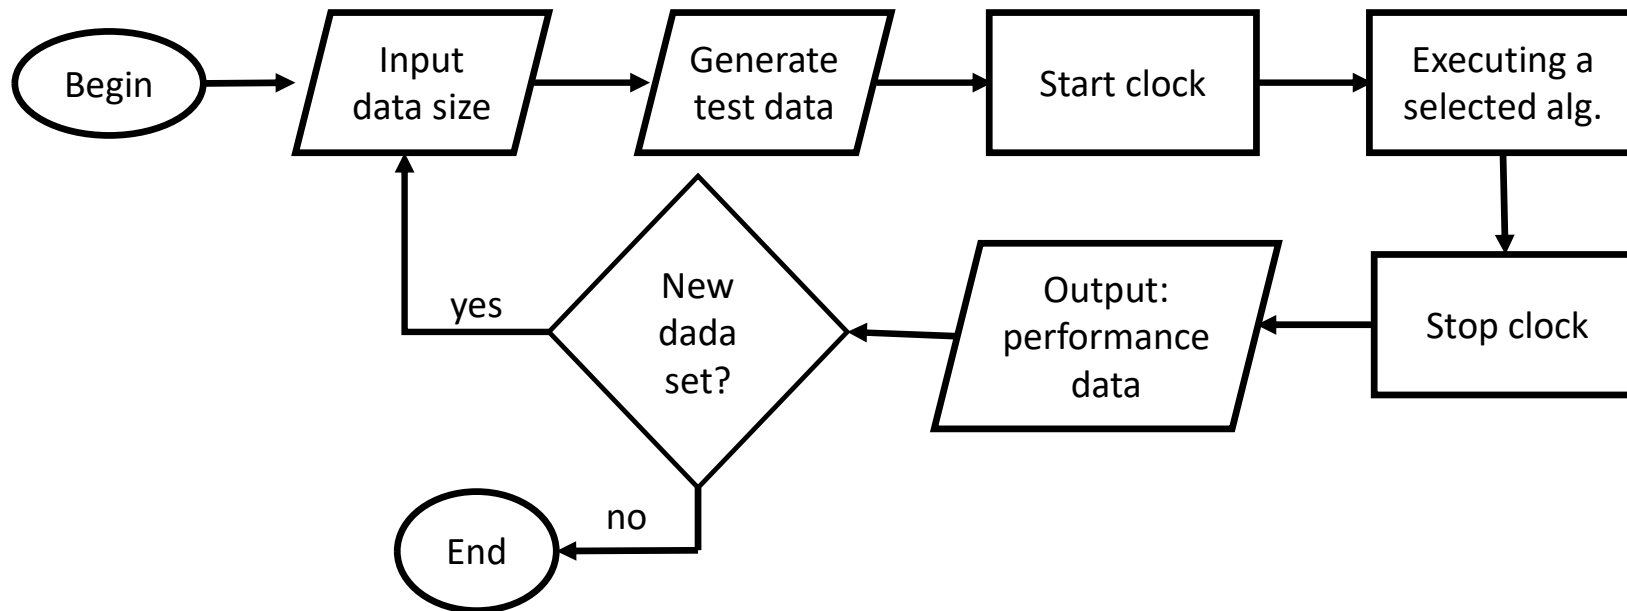 Begin
Input
data size
Generate
test data
Start clock
Executing a
selected alg.
Stop clock
Output:
performance
data
New
dada
set?
yes
no
End